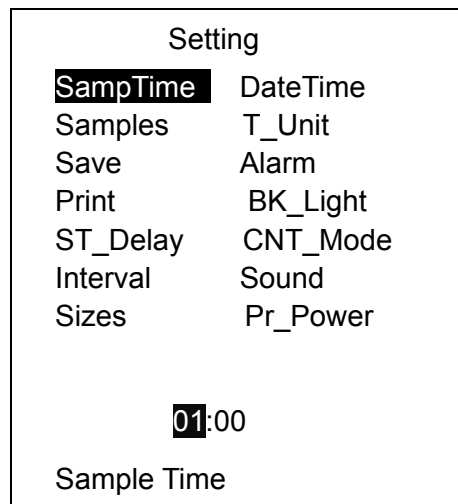 Setting
SampTime DateTime
Samples T_Unit
Save Alarm
Print BK_Light
ST_Delay CNT_Mode
Interval Sound
Sizes Pr_Power
01:00
Sample Time